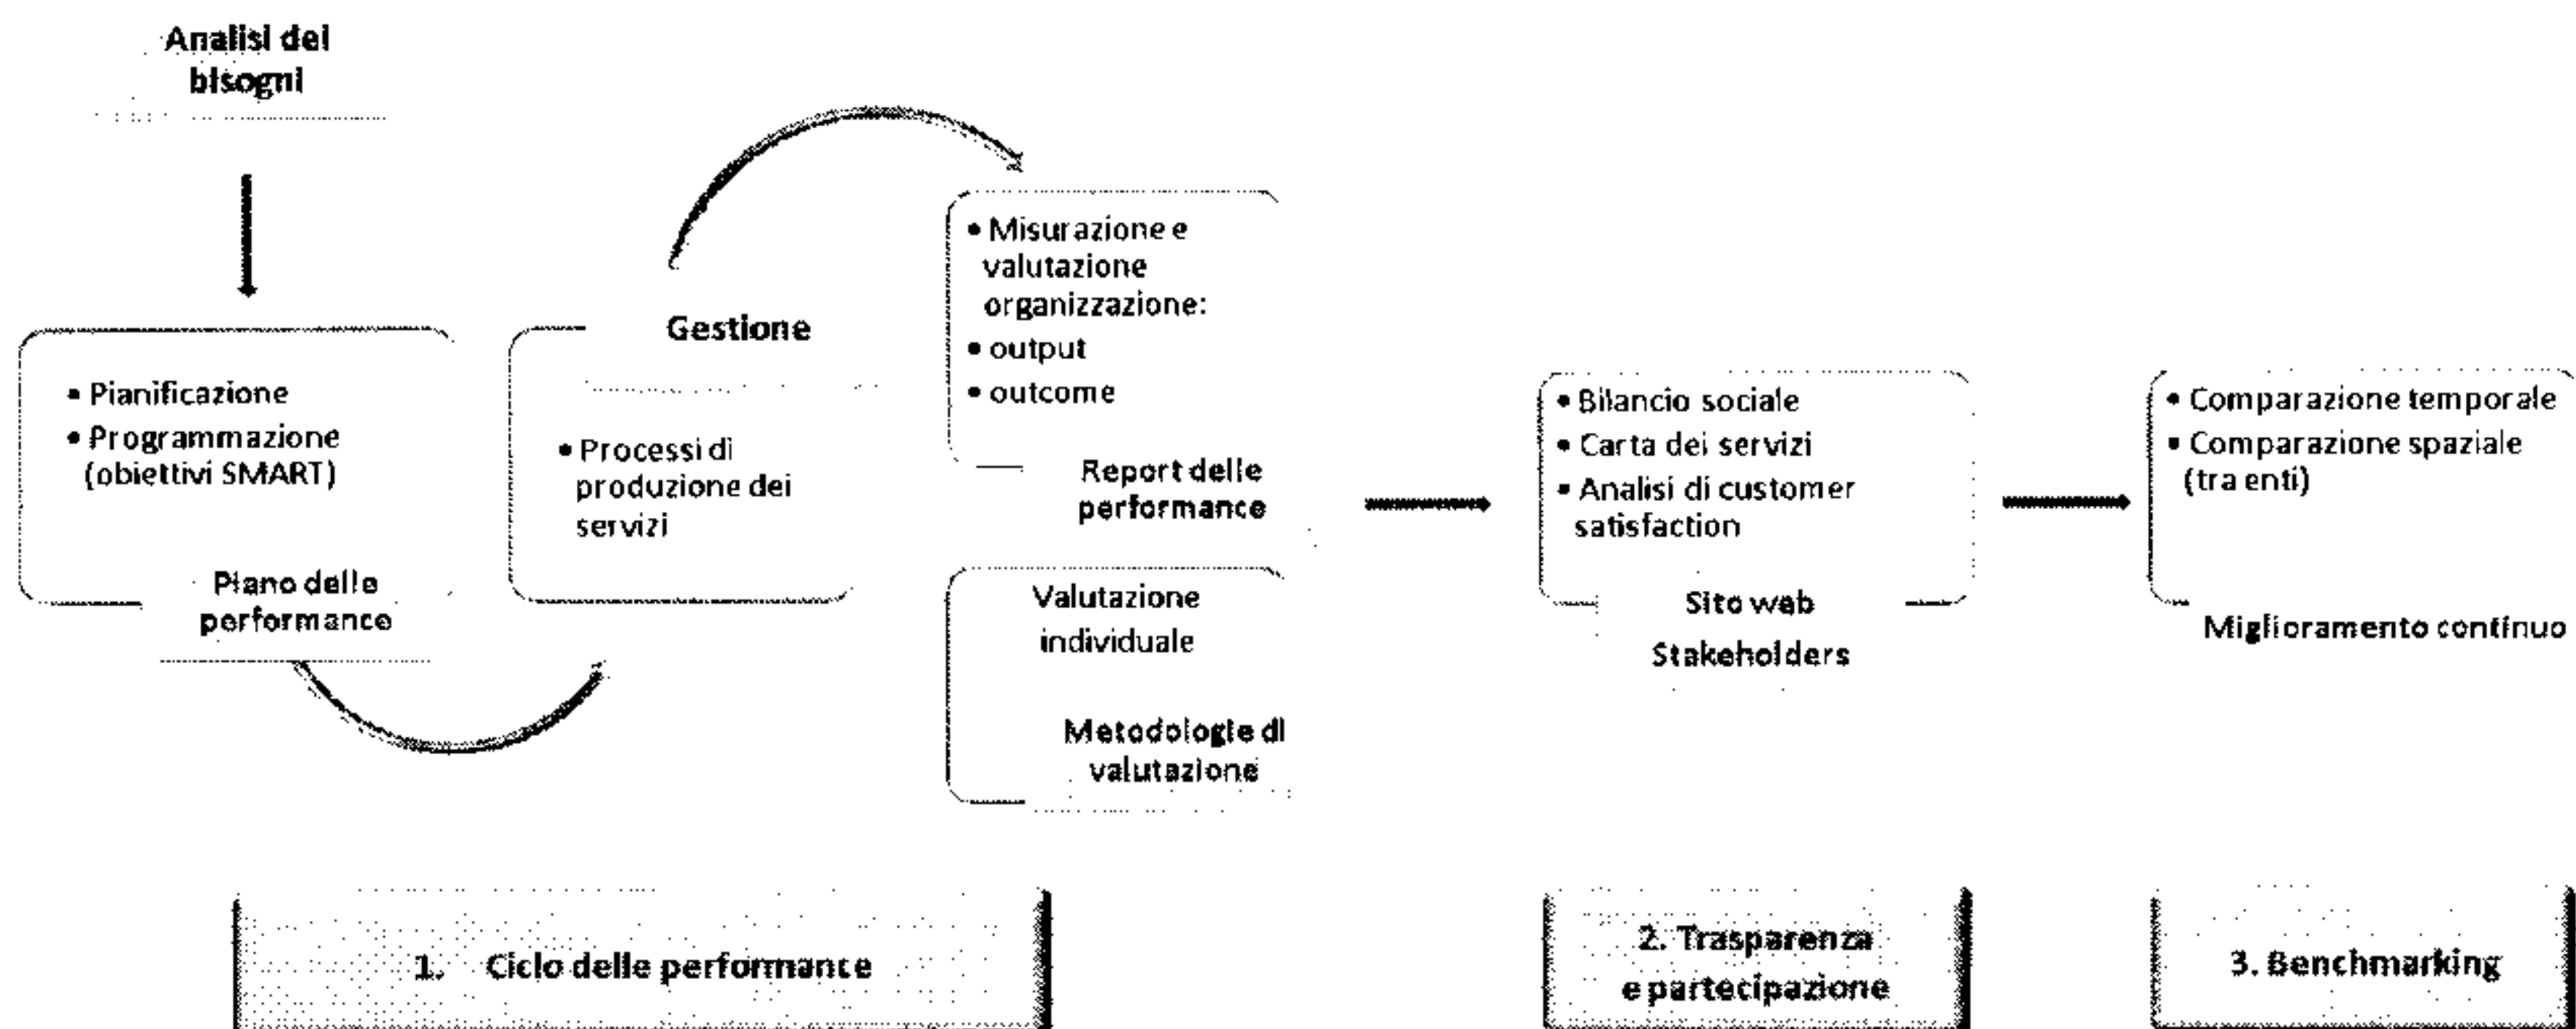 Analisi dei
bisogni
• Pianificazione
• Programmazione
(obiettivi SMART)
Piano delle
performance
Gestione
• Processi di
produzione dei
servizi
• Misurazione e
valutazione
organizzazione:
• output
• outcome
Report delle
performance
Valutazione
individuale
Metodologie di
valutazione
• Bilancio sociale
• Carta dei servizi
• Analisi di customer
satisfaction
Sito web
Stakeholders
• Comparazione temporale
• Comparazione spaziale
(tra enti)
Miglioramento continuo
1. Ciclo delle performance
2. Trasparenza
e partecipazione
3. Benchmarking